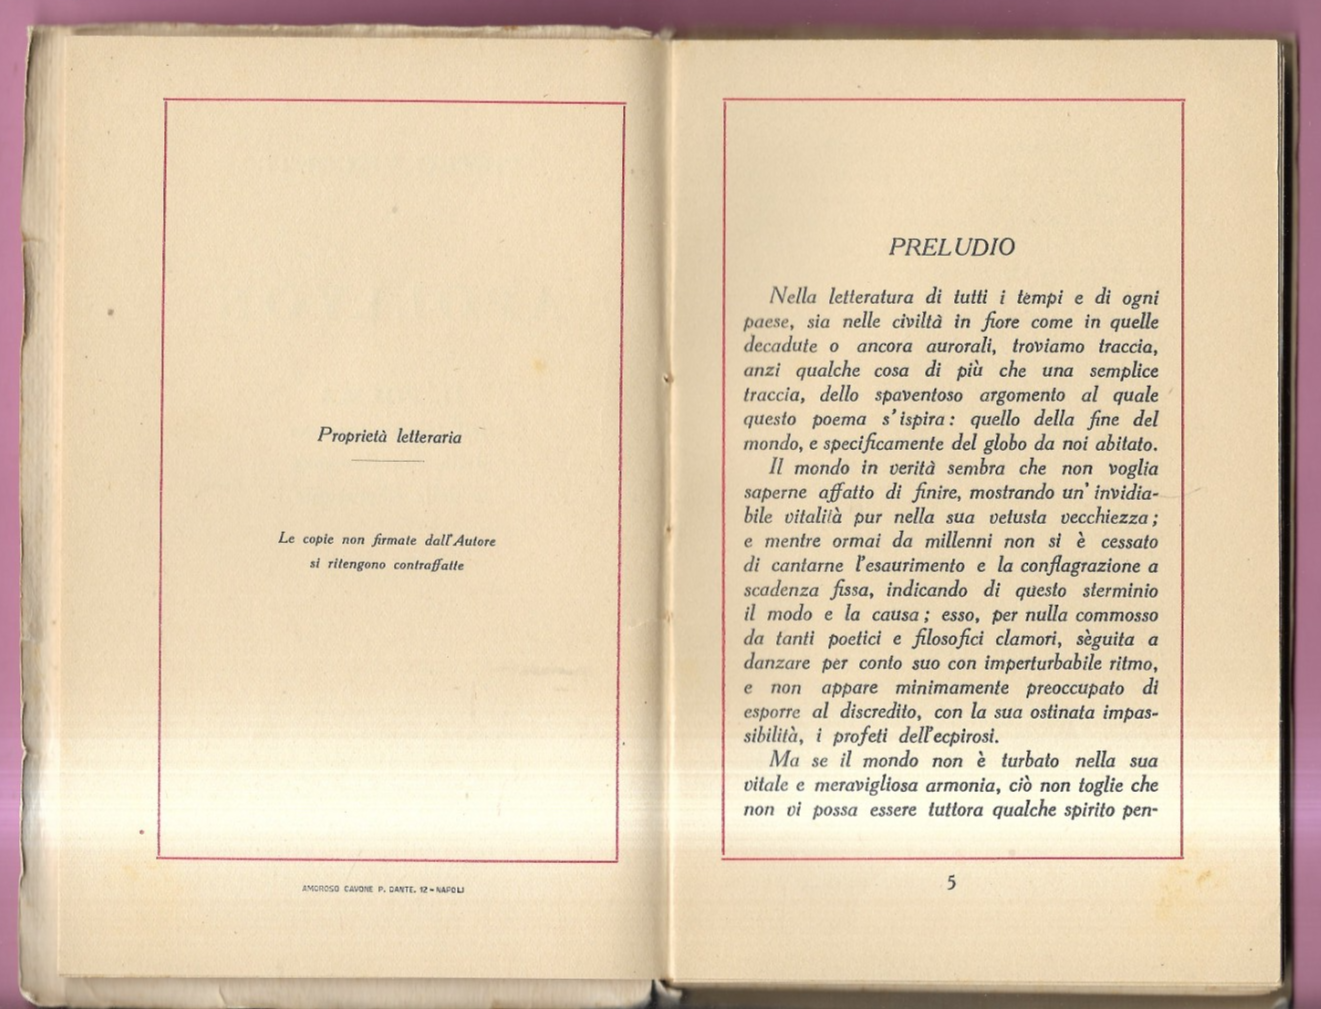 Proprietà letteraria
Le copie non firmate dall'Autore
si ritengono contraffatte
AMOROSO CAVONE P. DANTE, 12 - NAPOLI
PRELUDIO
Nella letteratura di tutti i tempi e di ogni
paese, sia nelle civiltà in fiore come in quelle
decadute o ancora aurorali, troviamo traccia,
anzi qualche cosa di più che una semplice
traccia, dello spaventoso argomento al quale
questo poema s'ispira: quello della fine del
mondo, e specificamente del globo da noi abitato.
Il mondo in verità sembra che non voglia
saperne affatto di finire, mostrando un' invidia-
bile vitalità pur nella sua vetusta vecchiezza;
e mentre ormai da millenni non si è cessato
di cantarne l'esaurimento e la conflagrazione a
scadenza fissa, indicando di questo sterminio
il modo e la causa; esso, per nulla commosso
da tanti poetici e filosofici clamori, sèguita a
danzare per conto suo con imperturbabile ritmo,
e non appare minimamente preoccupato di
esporre al discredito, con la sua ostinata impas-
sibilità, i profeti dell'ecpirosi.
Ma se il mondo non è turbato nella sua
vitale e meravigliosa armonia, ciò non toglie che
non vi possa essere tuttora qualche spirito pen-
5